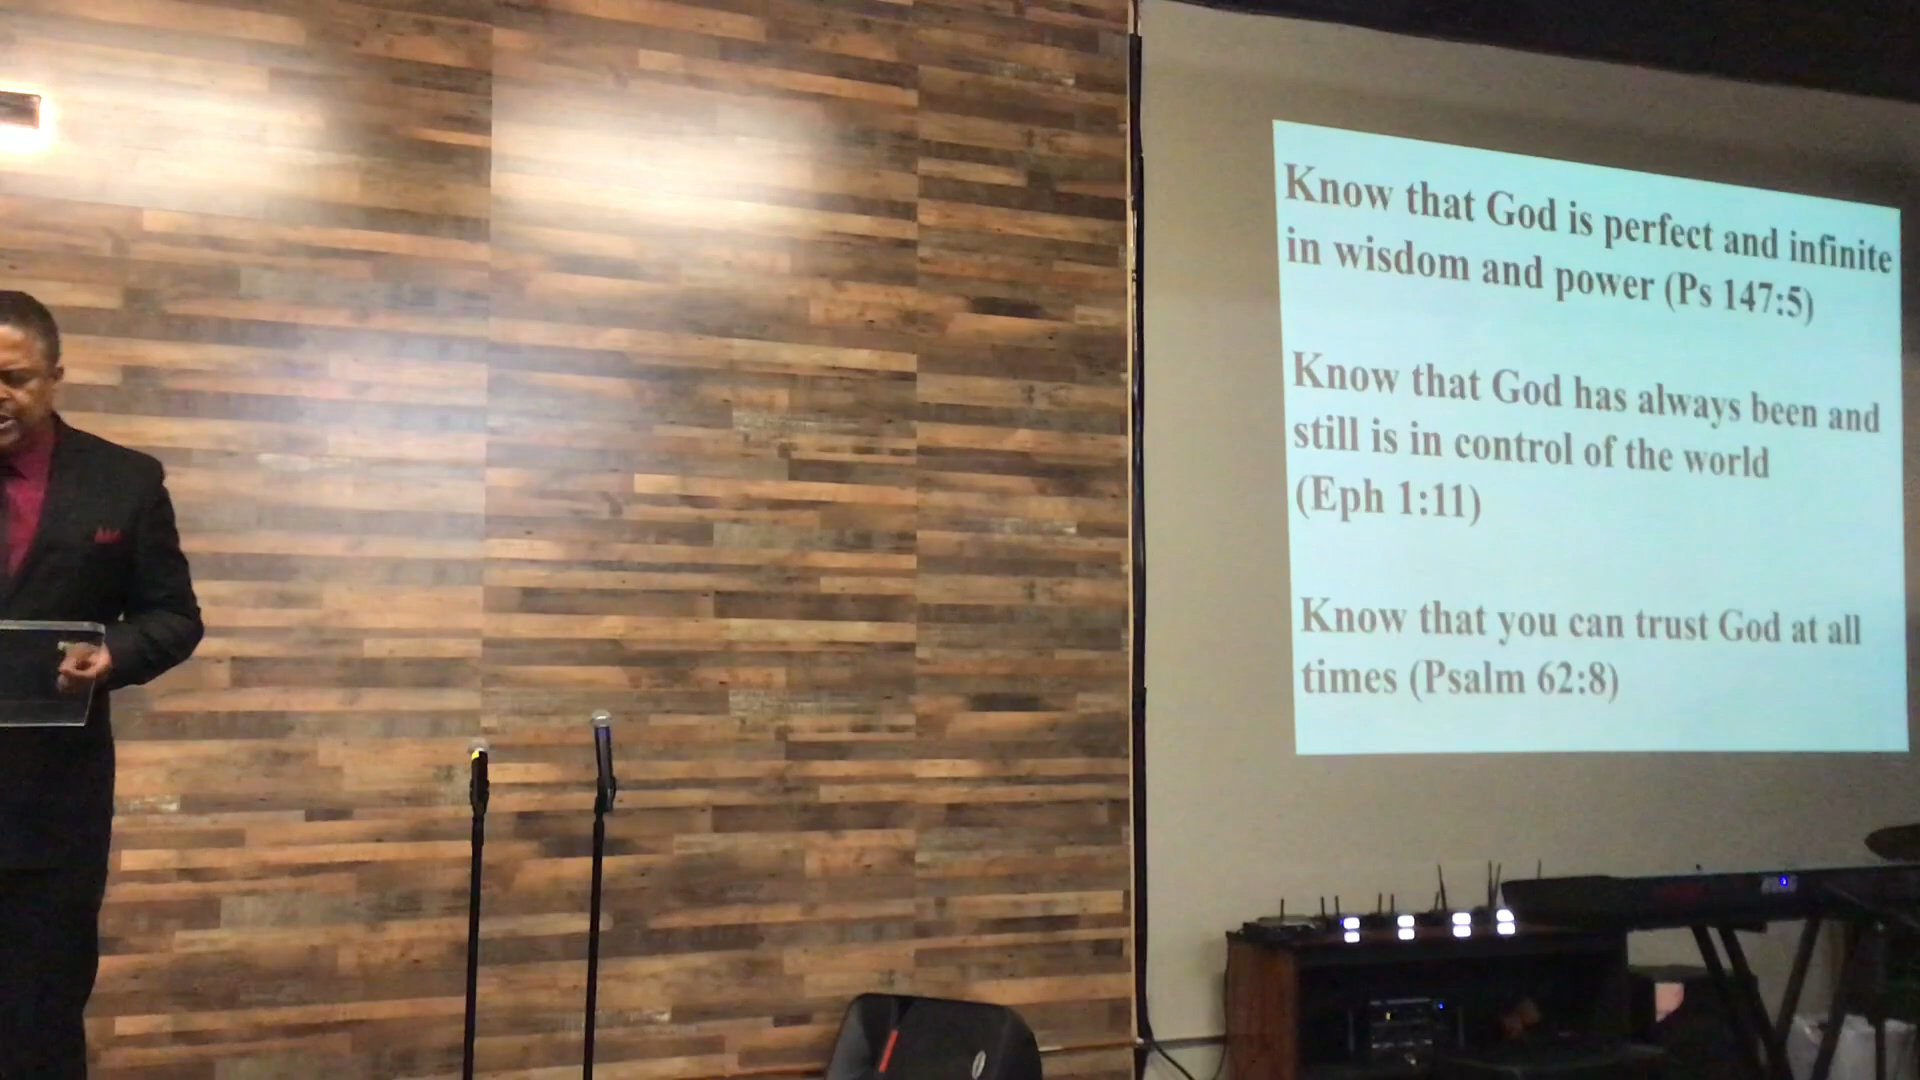 Know that God is perfect and infinite
in wisdom and power (Ps 147:5)
Know that God has always been and
still is in control of the world
(Eph 1:11)
Know that you can trust God at all
times (Psalm 62:8)